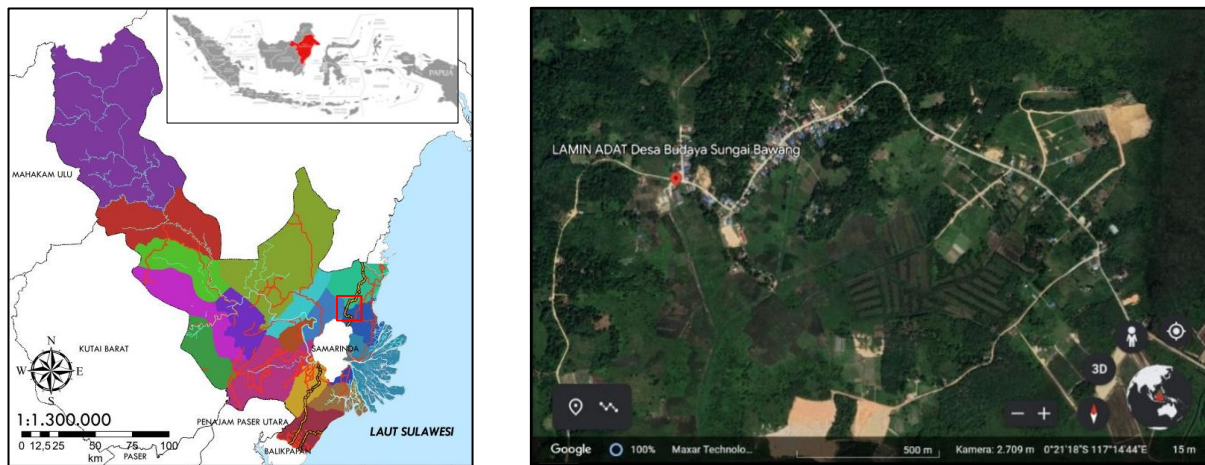 PAPUA
MAHAKAM ULU
N
W E
S
KUTAI BARAT
SAMARINDA
1:1.300.000
PENAJAM PASER UTARA
LAUT SULAWESI
0 12,5 25 50 75 100
km
PASER
BALIKPAPAN
LAMIN ADAT Desa Budaya Sungai Bawang
3D
Google
100%
Maxar Technolo...
500 m
Kamera: 2.709 m
0°21'18"S 117°14'44"E
15 m